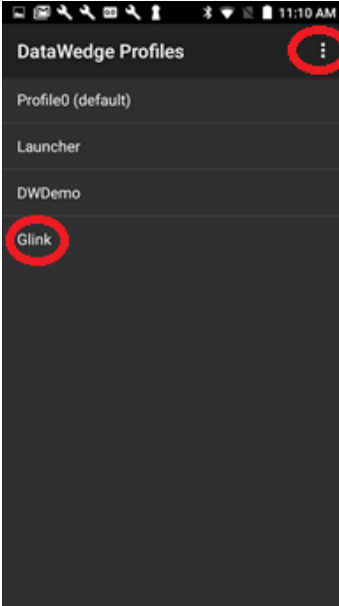 11:10 AM
DataWedge Profiles
Profile0 (default)
Launcher
DWDemo
Glink